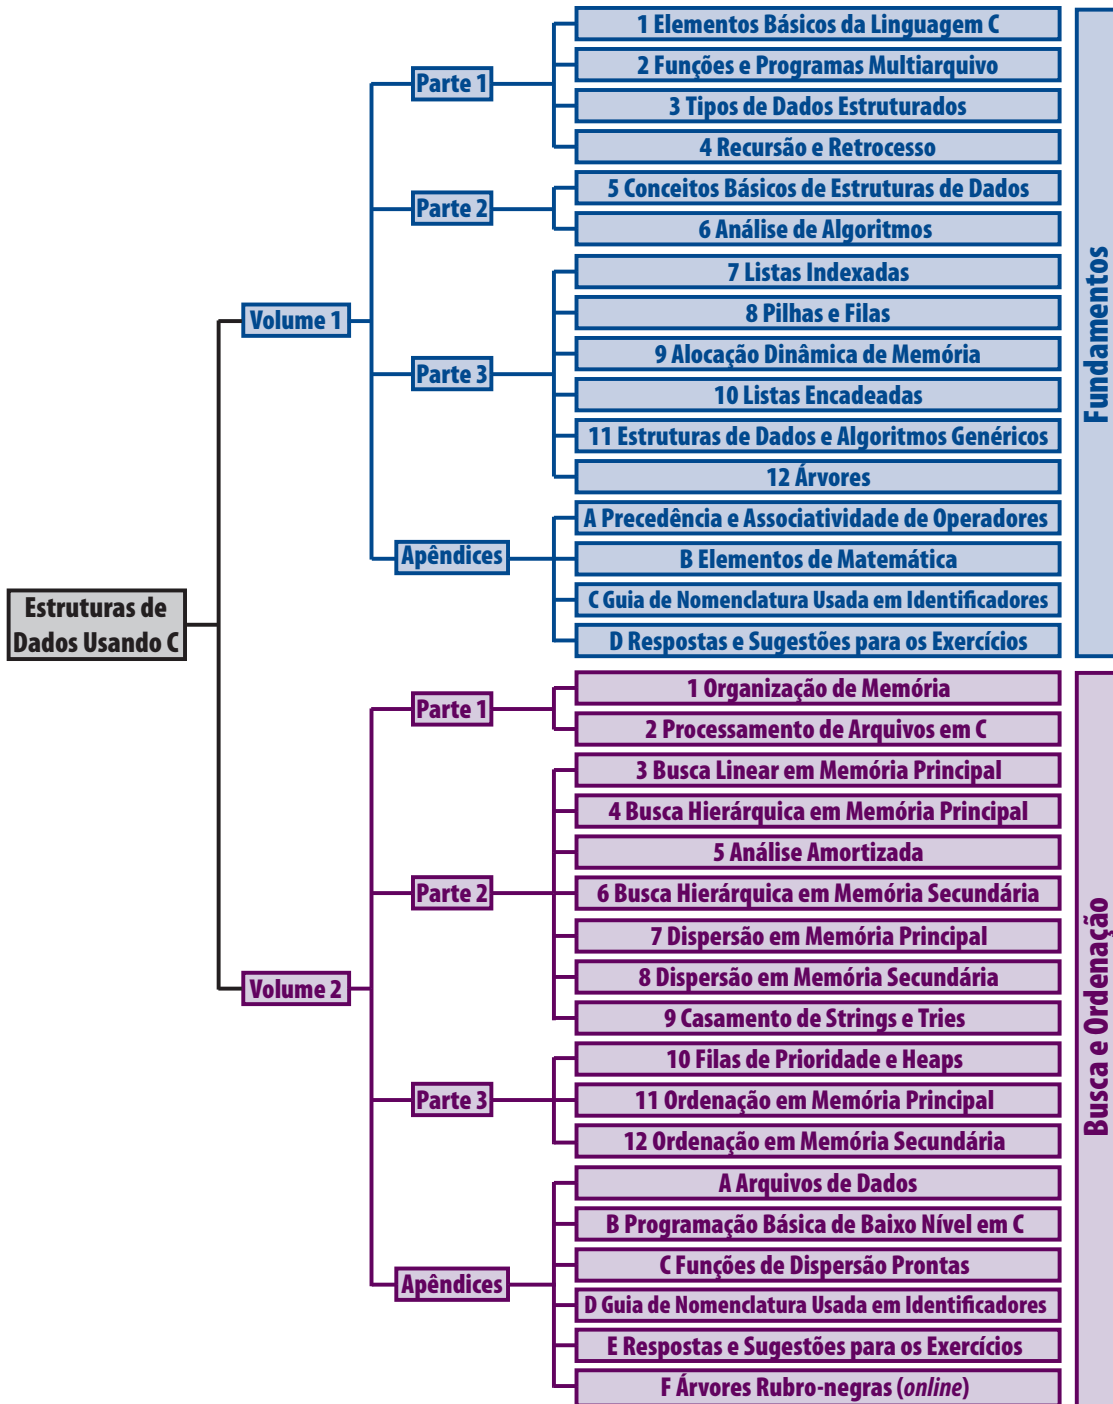 Estruturas de
Dados Usando C
Volume 1
Parte 1
1 Elementos Básicos da Linguagem C
2 Funções e Programas Multiarquivo
3 Tipos de Dados Estruturados
4 Recursão e Retrocesso
Parte 2
5 Conceitos Básicos de Estruturas de Dados
6 Análise de Algoritmos
Parte 3
7 Listas Indexadas
8 Pilhas e Filas
9 Alocação Dinâmica de Memória
10 Listas Encadeadas
11 Estruturas de Dados e Algoritmos Genéricos
12 Árvores
Apêndices
A Precedência e Associatividade de Operadores
B Elementos de Matemática
C Guia de Nomenclatura Usada em Identificadores
D Respostas e Sugestões para os Exercícios
Fundamentos
Volume 2
Parte 1
1 Organização de Memória
2 Processamento de Arquivos em C
Parte 2
3 Busca Linear em Memória Principal
4 Busca Hierárquica em Memória Principal
5 Análise Amortizada
6 Busca Hierárquica em Memória Secundária
7 Dispersão em Memória Principal
8 Dispersão em Memória Secundária
9 Casamento de Strings e Tries
Parte 3
10 Filas de Prioridade e Heaps
11 Ordenação em Memória Principal
12 Ordenação em Memória Secundária
Apêndices
A Arquivos de Dados
B Programação Básica de Baixo Nível em C
C Funções de Dispersão Prontas
D Guia de Nomenclatura Usada em Identificadores
E Respostas e Sugestões para os Exercícios
F Árvores Rubro-negras (online)
Busca e Ordenação